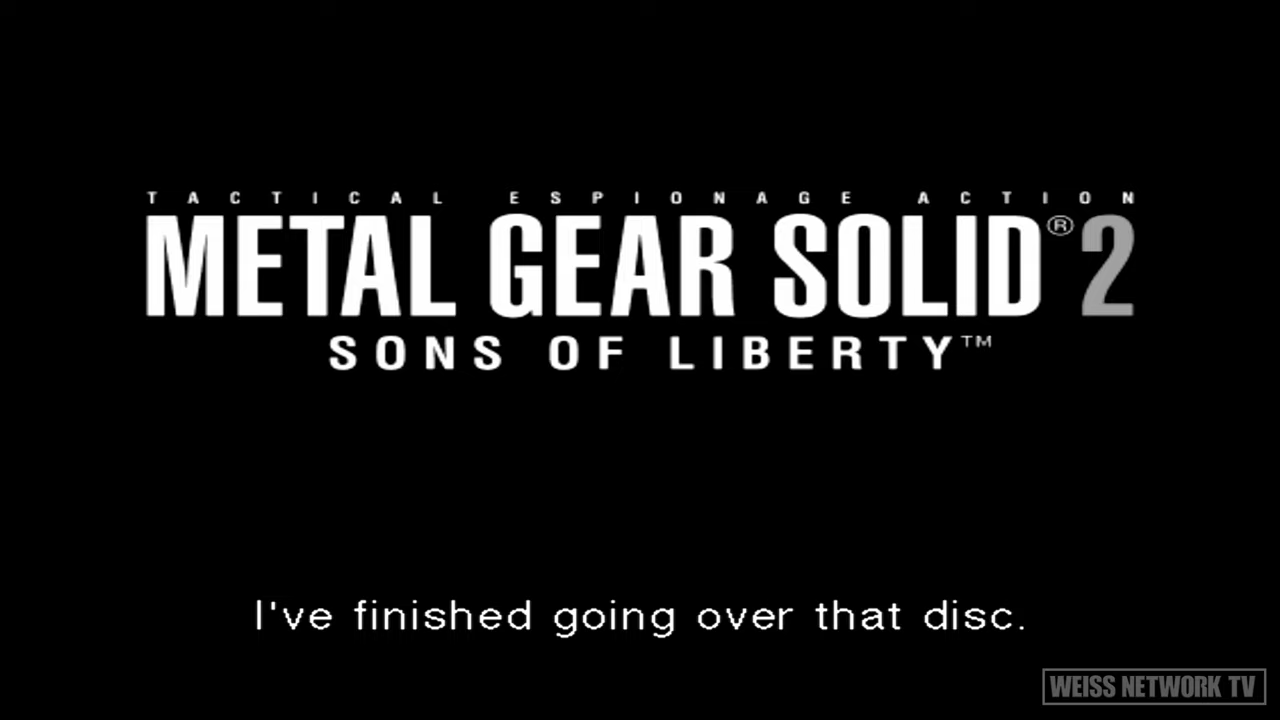 TACTICAL ESPIONAGE ACTION
METAL GEAR SOLID® 2
SONS OF LIBERTY™
I've finished going over that disc.
WEISS NETWORK TV